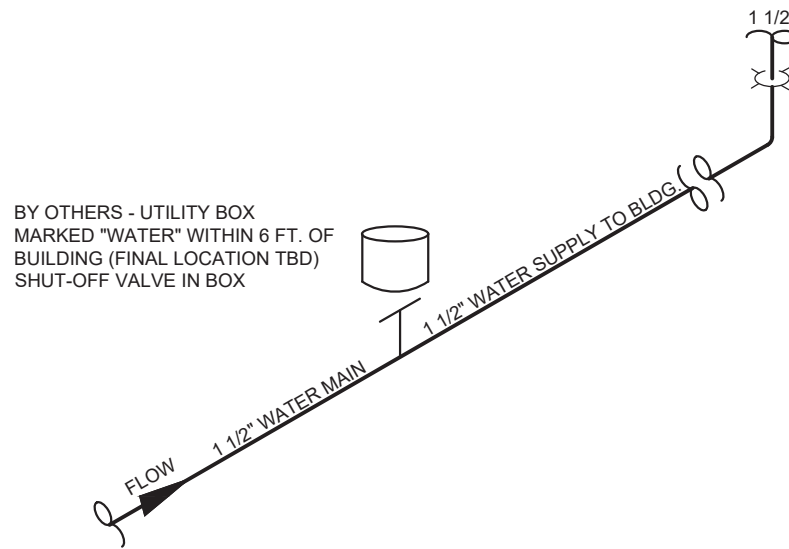 1 1/2
BY OTHERS - UTILITY BOX
MARKED "WATER" WITHIN 6 FT. OF
BUILDING (FINAL LOCATION TBD)
SHUT-OFF VALVE IN BOX
1 1/2" WATER SUPPLY TO BLDG.
1 1/2" WATER MAIN
FLOW